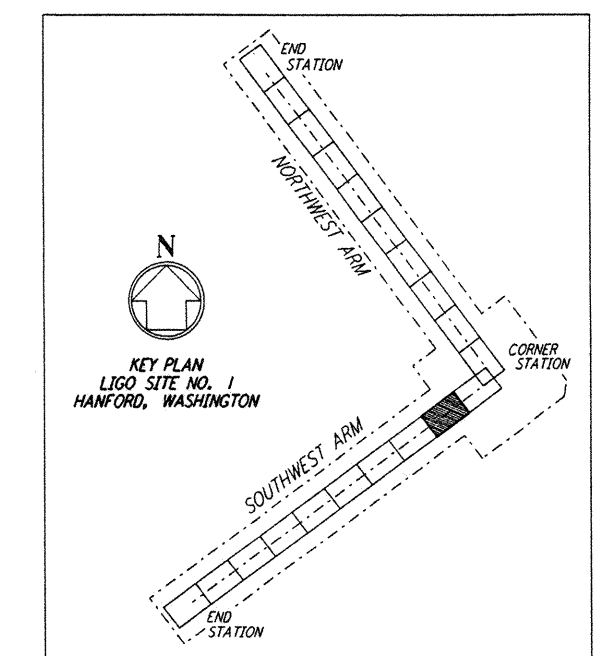 END
STATION
NORTHWEST ARM
N
KEY PLAN
LIGO SITE NO. 1
HANFORD, WASHINGTON
CORNER
STATION
SOUTHWEST ARM
END
STATION